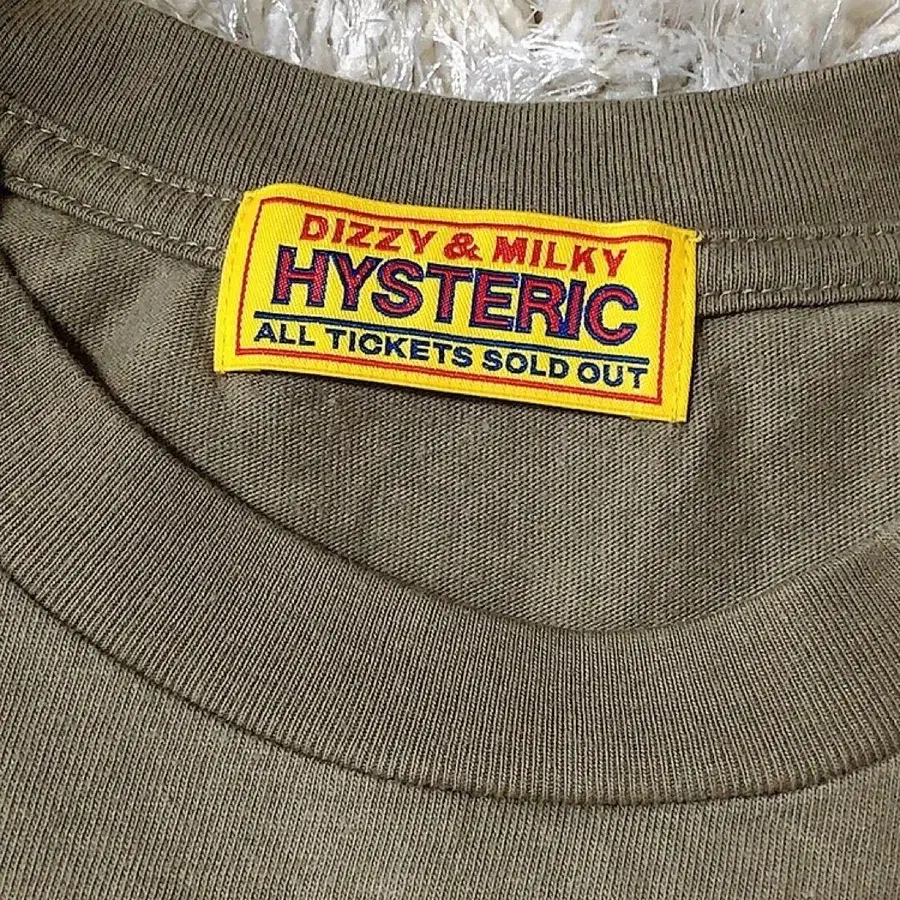 DIZZY & MILKY
HYSTERIC
ALL TICKETS SOLD OUT